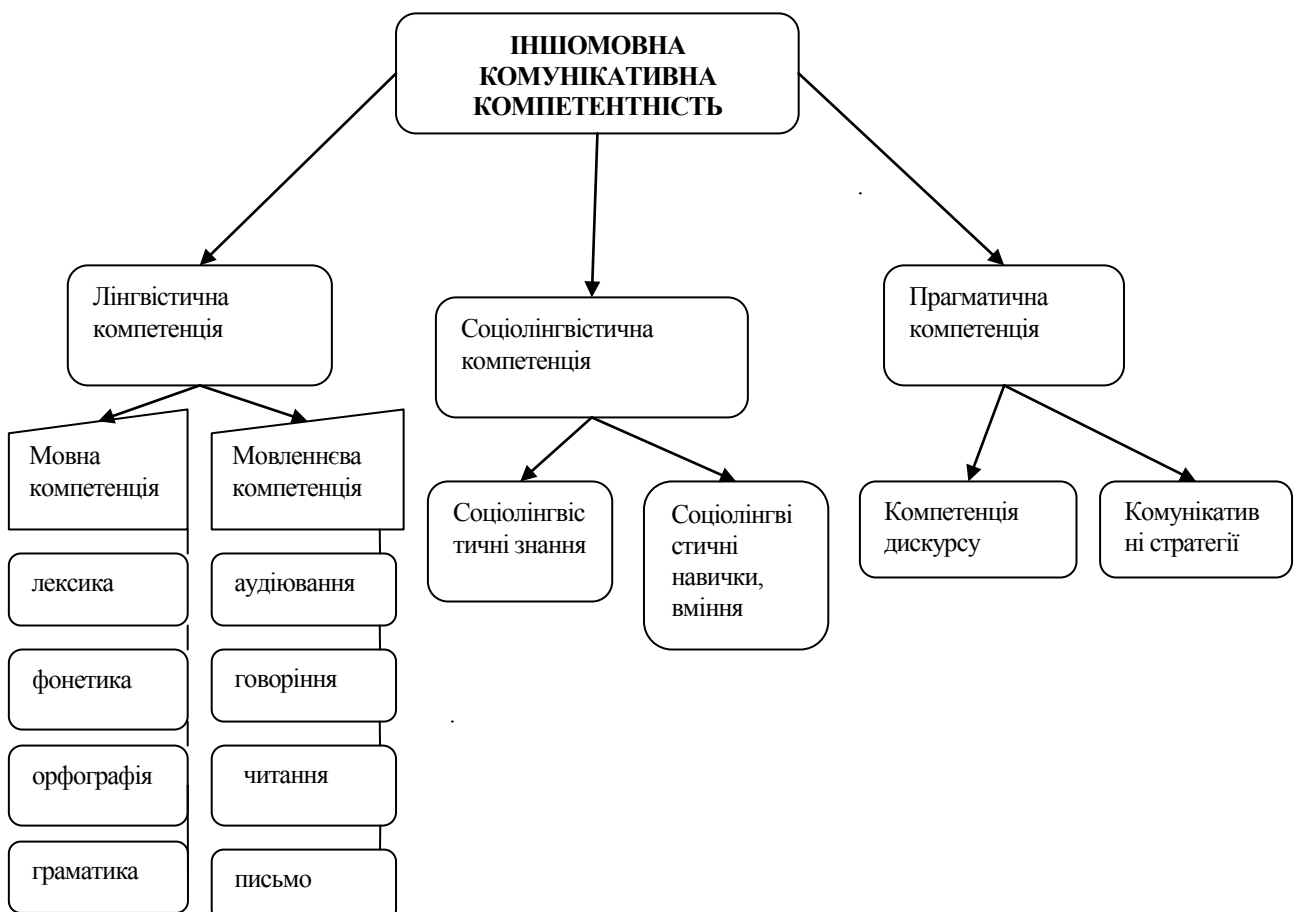 ІНШОМОВНА
КОМУНІКАТИВНА
КОМПЕТЕНТНІСТЬ
Лінгвістична
компетенція
Соціолінгвістична
компетенція
Прагматична
компетенція
Мовна
компетенція
Мовленнєва
компетенція
Соціолінгвіс
тичні знання
Соціолінгві
стичні
навички,
вміння
Компетенція
дискурсу
Комунікатив
ні стратегії
лексика
аудіювання
фонетика
говоріння
орфографія
читання
граматика
письмо